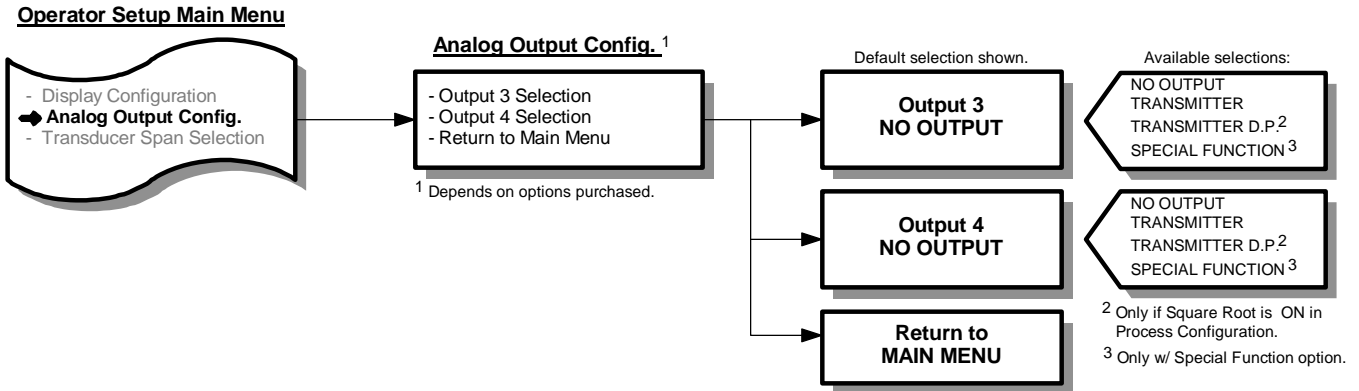 Operator Setup Main Menu
- Display Configuration
Analog Output Config.
- Transducer Span Selection
Analog Output Config. 1
- Output 3 Selection
- Output 4 Selection
- Return to Main Menu
1 Depends on options purchased.
Default selection shown.
Output 3
NO OUTPUT
Output 4
NO OUTPUT
Return to
MAIN MENU
Available selections:
NO OUTPUT
TRANSMITTER
TRANSMITTER D.P.2
SPECIAL FUNCTION 3
NO OUTPUT
TRANSMITTER
TRANSMITTER D.P.2
SPECIAL FUNCTION 3
2 Only if Square Root is ON in
Process Configuration.
3 Only w/ Special Function option.